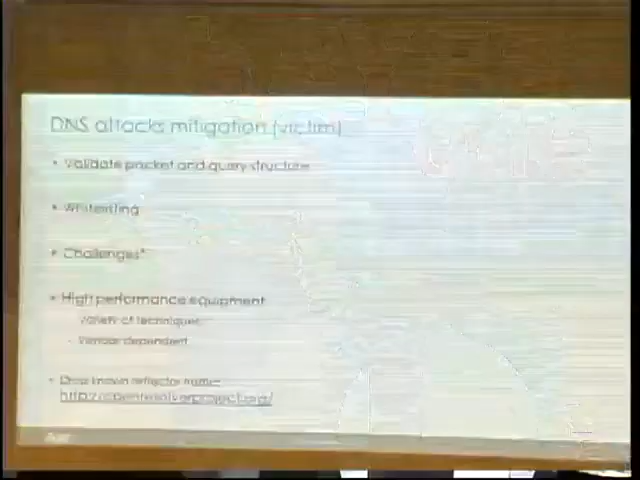 DNS attacks mitigation (victim)
• Validate packet and query structure
• Whitelisting
• Challenges*
• High performance equipment
- Variety of techniques
- Vendor dependent
• Drop known reflector traffic:
http://openresolverproject.org/